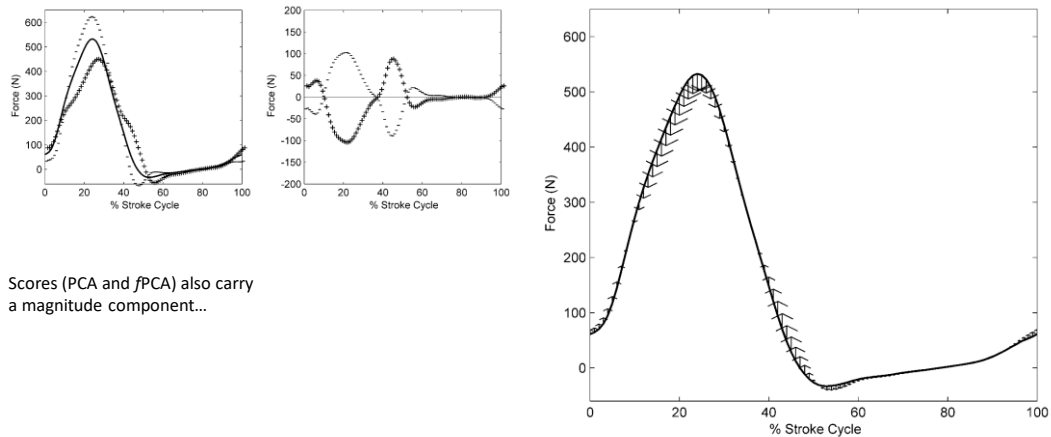 600
500
400
300
200
100
0
Force (N)
0 20 40 60 80 100
% Stroke Cycle
200
150
100
50
0
-50
-100
-150
-200
Force (N)
0 20 40 60 80 100
% Stroke Cycle
600
500
400
300
200
100
0
Force (N)
0 20 40 60 80 100
% Stroke Cycle
Scores (PCA and fPCA) also carry
a magnitude component…